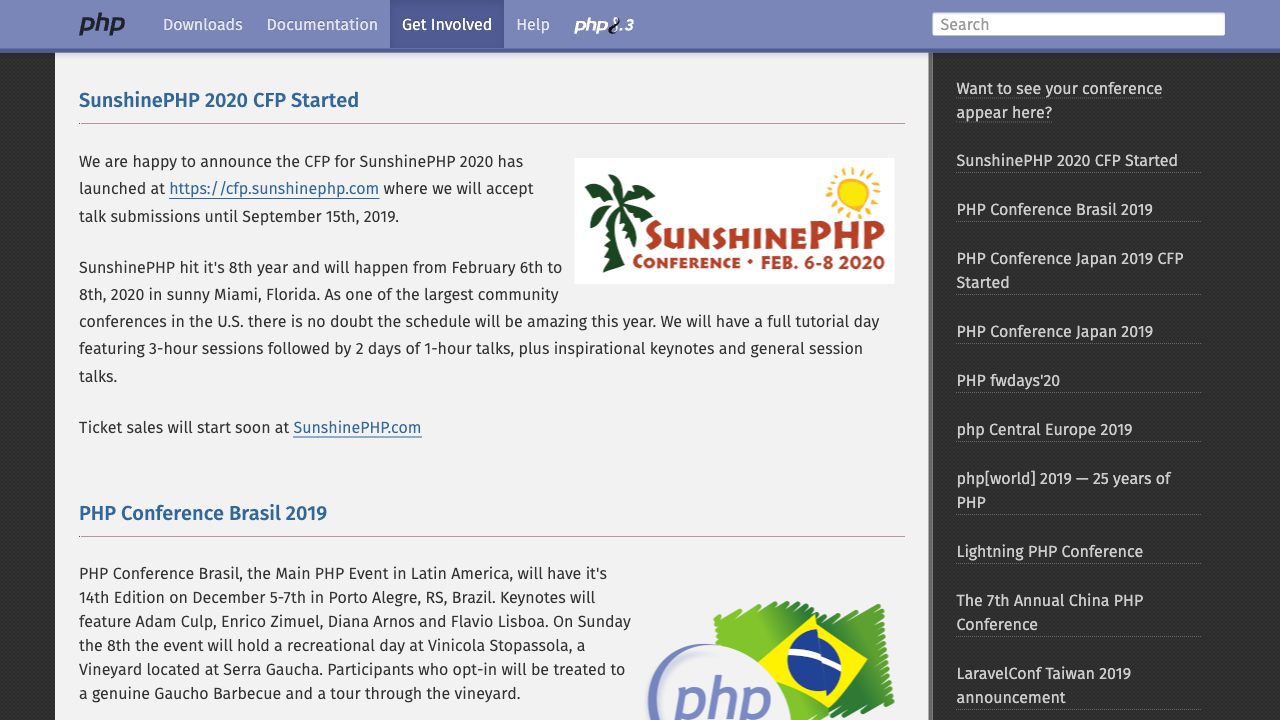 php
Downloads
Documentation
Get Involved
Help
php8.3
Search
SunshinePHP 2020 CFP Started
We are happy to announce the CFP for SunshinePHP 2020 has
launched at https://cfp.sunshinephp.com where we will accept
talk submissions until September 15th, 2019.
SunshinePHP
Conference • Feb. 6-8 2020
SunshinePHP hit it's 8th year and will happen from February 6th to
8th, 2020 in sunny Miami, Florida. As one of the largest community
conferences in the U.S. there is no doubt the schedule will be amazing this year. We will have a full tutorial day
featuring 3-hour sessions followed by 2 days of 1-hour talks, plus inspirational keynotes and general session
talks.
Ticket sales will start soon at SunshinePHP.com
PHP Conference Brasil 2019
PHP Conference Brasil, the Main PHP Event in Latin America, will have it's
14th Edition on December 5-7th in Porto Alegre, RS, Brazil. Keynotes will
feature Adam Culp, Enrico Zimuel, Diana Arnos and Flavio Lisboa. On Sunday
the 8th the event will hold a recreational day at Vinicola Stopassola, a
Vineyard located at Serra Gaucha. Participants who opt-in will be treated to
a genuine Gaucho Barbecue and a tour through the vineyard.
php
Want to see your conference
appear here?
SunshinePHP 2020 CFP Started
PHP Conference Brasil 2019
PHP Conference Japan 2019 CFP
Started
PHP Conference Japan 2019
PHP fwdays'20
php Central Europe 2019
php[world] 2019 — 25 years of
PHP
Lightning PHP Conference
The 7th Annual China PHP
Conference
LaravelConf Taiwan 2019
announcement